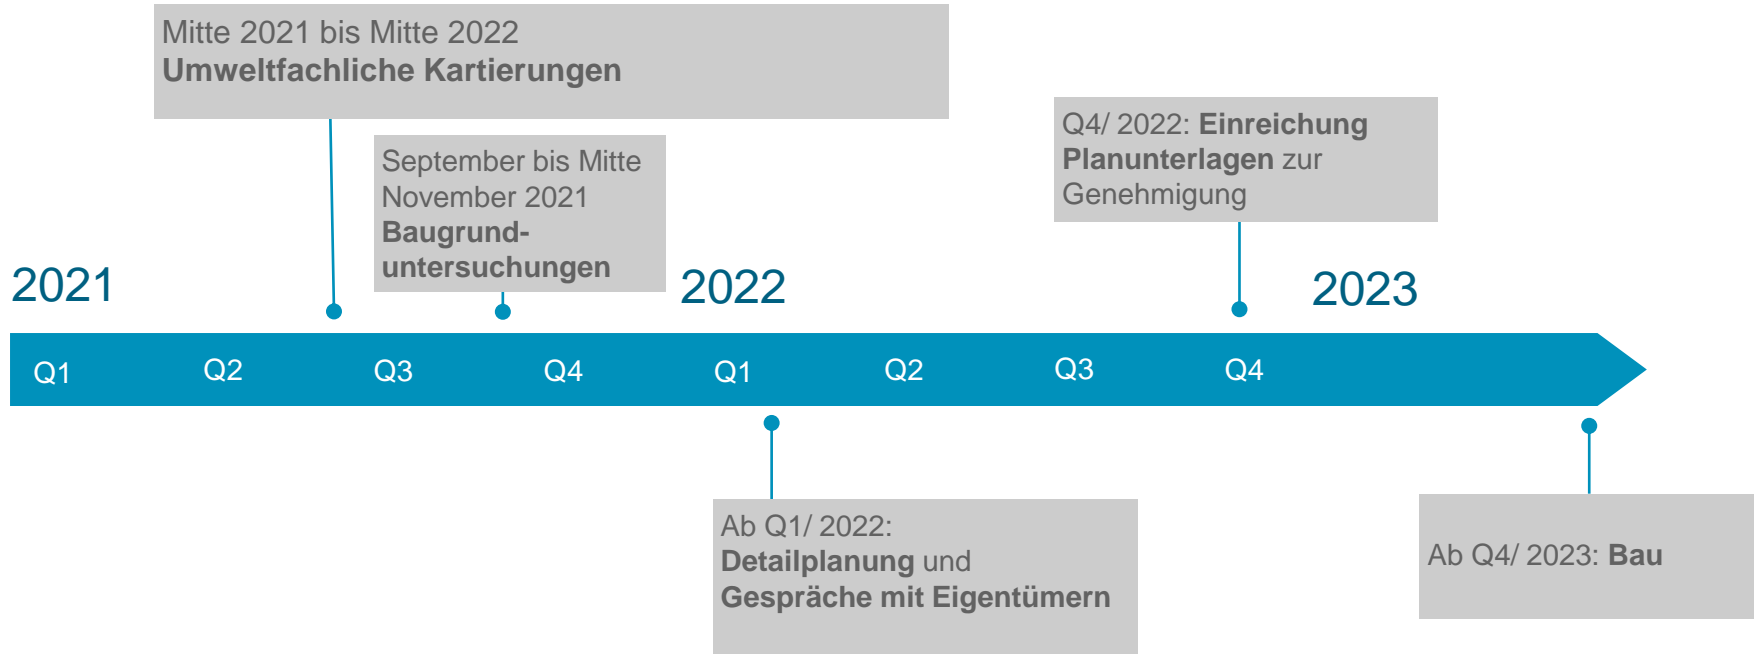 Mitte 2021 bis Mitte 2022
Umweltfachliche Kartierungen
September bis Mitte
November 2021
Baugrund-
untersuchungen
Q4/ 2022: Einreichung
Planunterlagen zur
Genehmigung
2021
2022
2023
Q1
Q2
Q3
Q4
Q1
Q2
Q3
Q4
Ab Q1/ 2022:
Detailplanung und
Gespräche mit Eigentümern
Ab Q4/ 2023: Bau